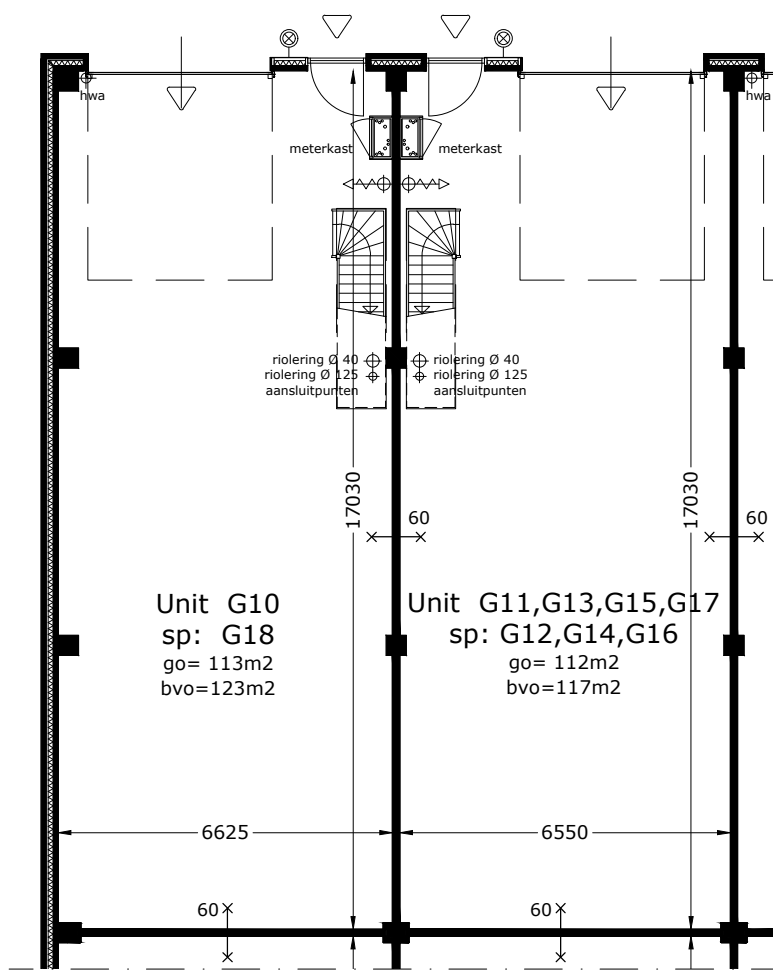 hwa
hwa
meterkast
meterkast
riolering Ø 40
riolering Ø 125
aansluitpunten
riolering Ø 40
riolering Ø 125
aansluitpunten
17030
17030
60
60
Unit G10
sp: G18
go= 113m2
bvo=123m2
Unit G11,G13,G15,G17
sp: G12,G14,G16
go= 112m2
bvo=117m2
6625
6550
60
60